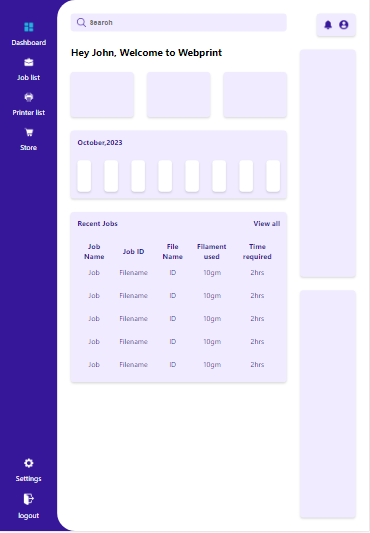 Dashboard
Job list
Printer list
Store
Settings
logout
Search
Hey John, Welcome to Webprint
October,2023
Recent Jobs View all
Job Name Job ID File Name Filament used Time required
Job Filename ID 10gm 2hrs
Job Filename ID 10gm 2hrs
Job Filename ID 10gm 2hrs
Job Filename ID 10gm 2hrs
Job Filename ID 10gm 2hrs